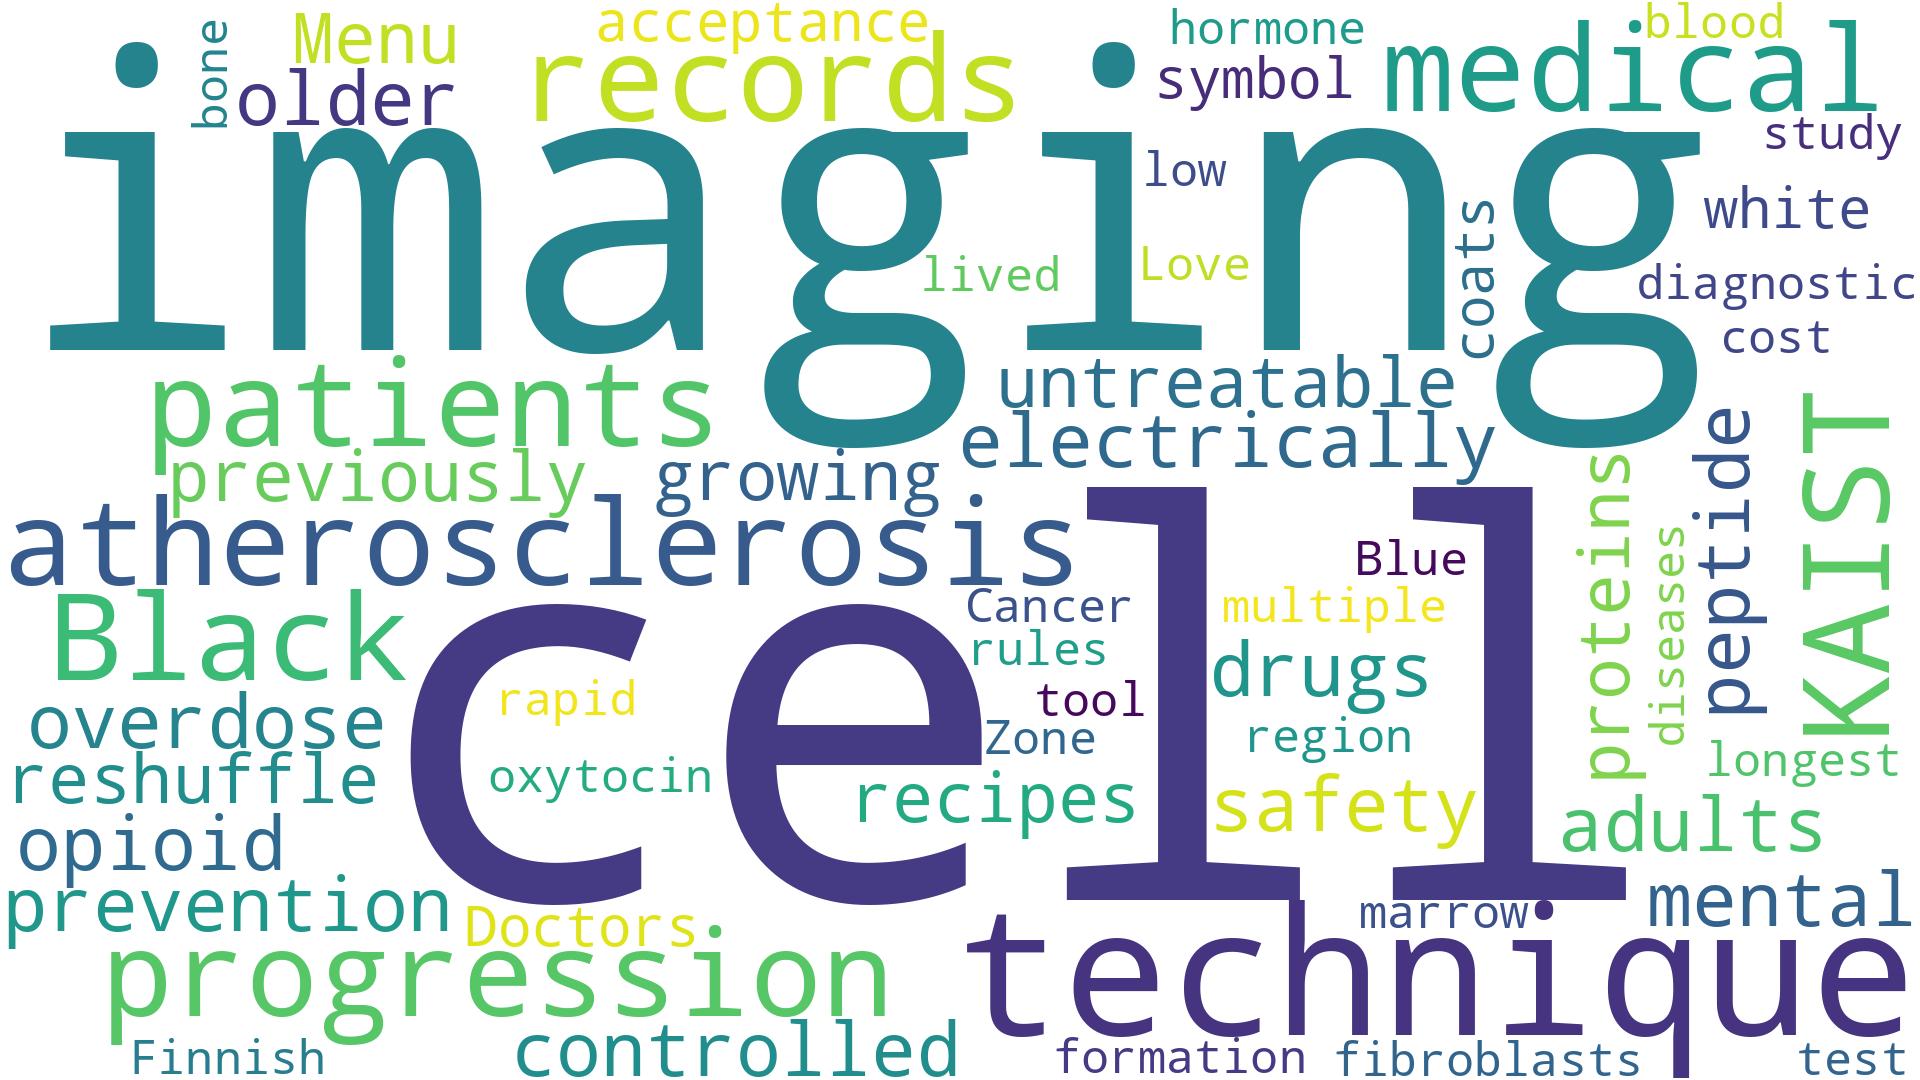 bone
Menu
older
acceptance
records
hormone
symbol
medical
blood
study
imaging
low
lived
Love
coats
white
diagnostic
cost
patients
untreatable
electrically
previously
growing
atherosclerosis
cell
Blue
Cancer
multiple
rules
drugs
tool
Zone
region
rapid
oxytocin
recipes
safety
proteins
diseases
peptide
KAIST
longest
adults
Black
overdose
reshuffle
opioid
prevention
Doctors
marrow
mental
progression
technique
Finnish
controlled
formation
fibroblasts
test